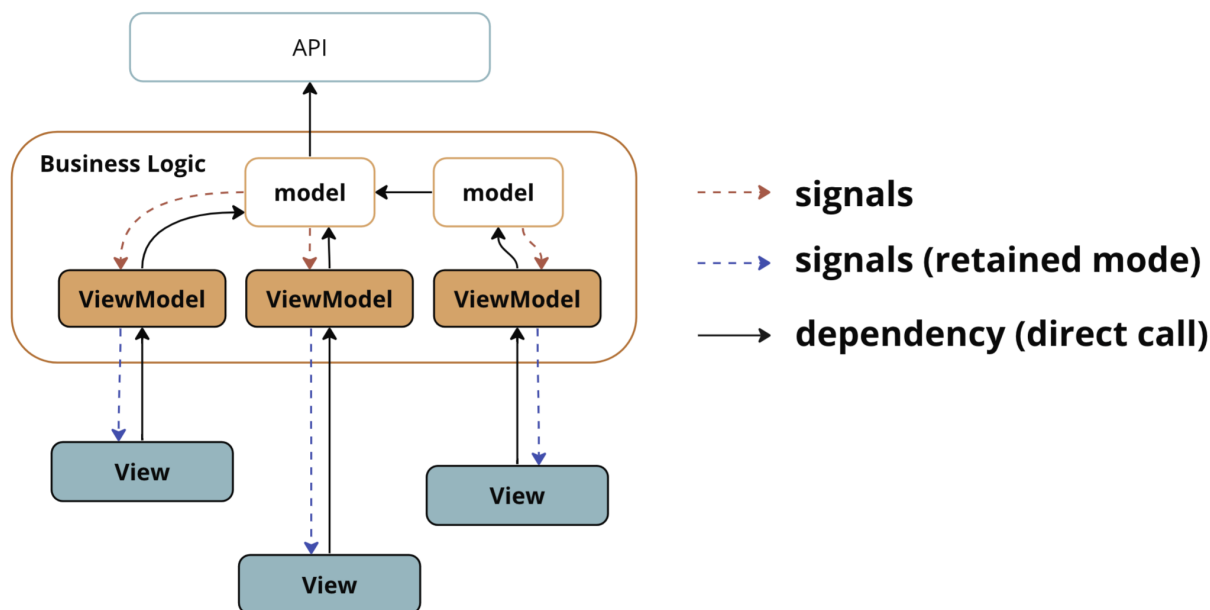 API
Business Logic
model
model
ViewModel
ViewModel
ViewModel
View
View
View
signals
signals (retained mode)
dependency (direct call)